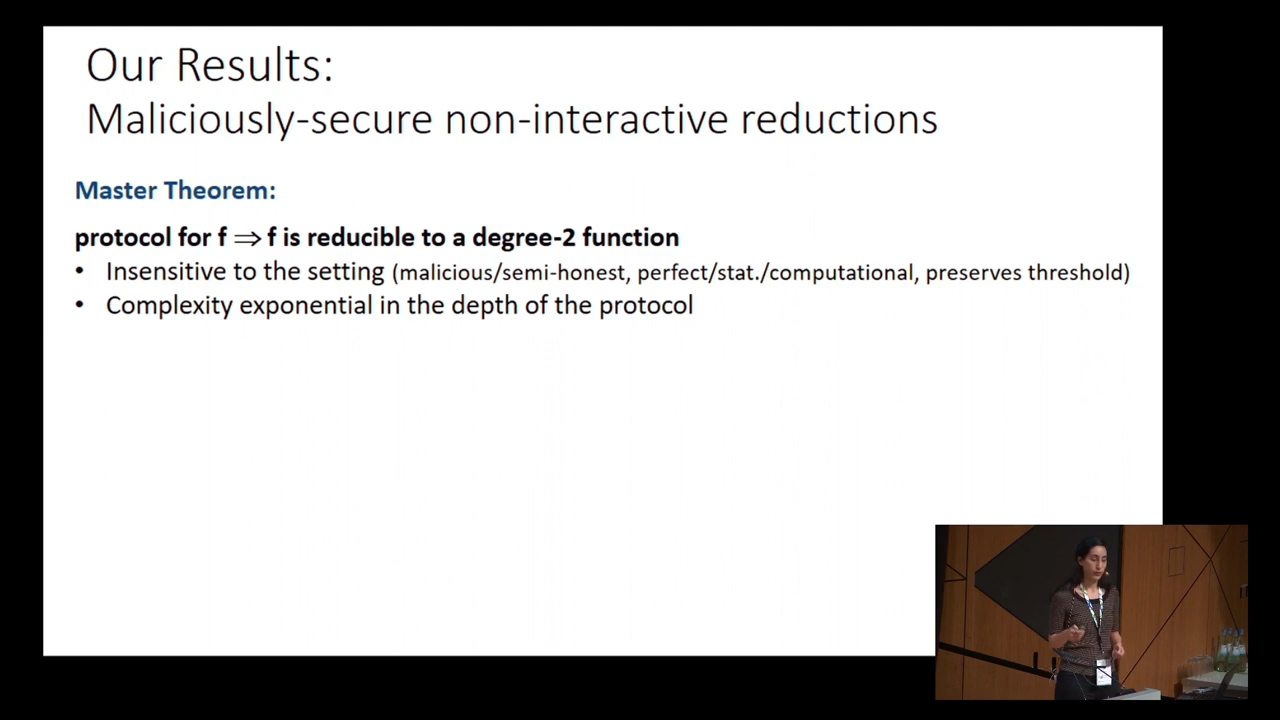 Our Results:
Maliciously-secure non-interactive reductions
Master Theorem:
protocol for f ⇒ f is reducible to a degree-2 function
• Insensitive to the setting (malicious/semi-honest, perfect/stat./computational, preserves threshold)
• Complexity exponential in the depth of the protocol